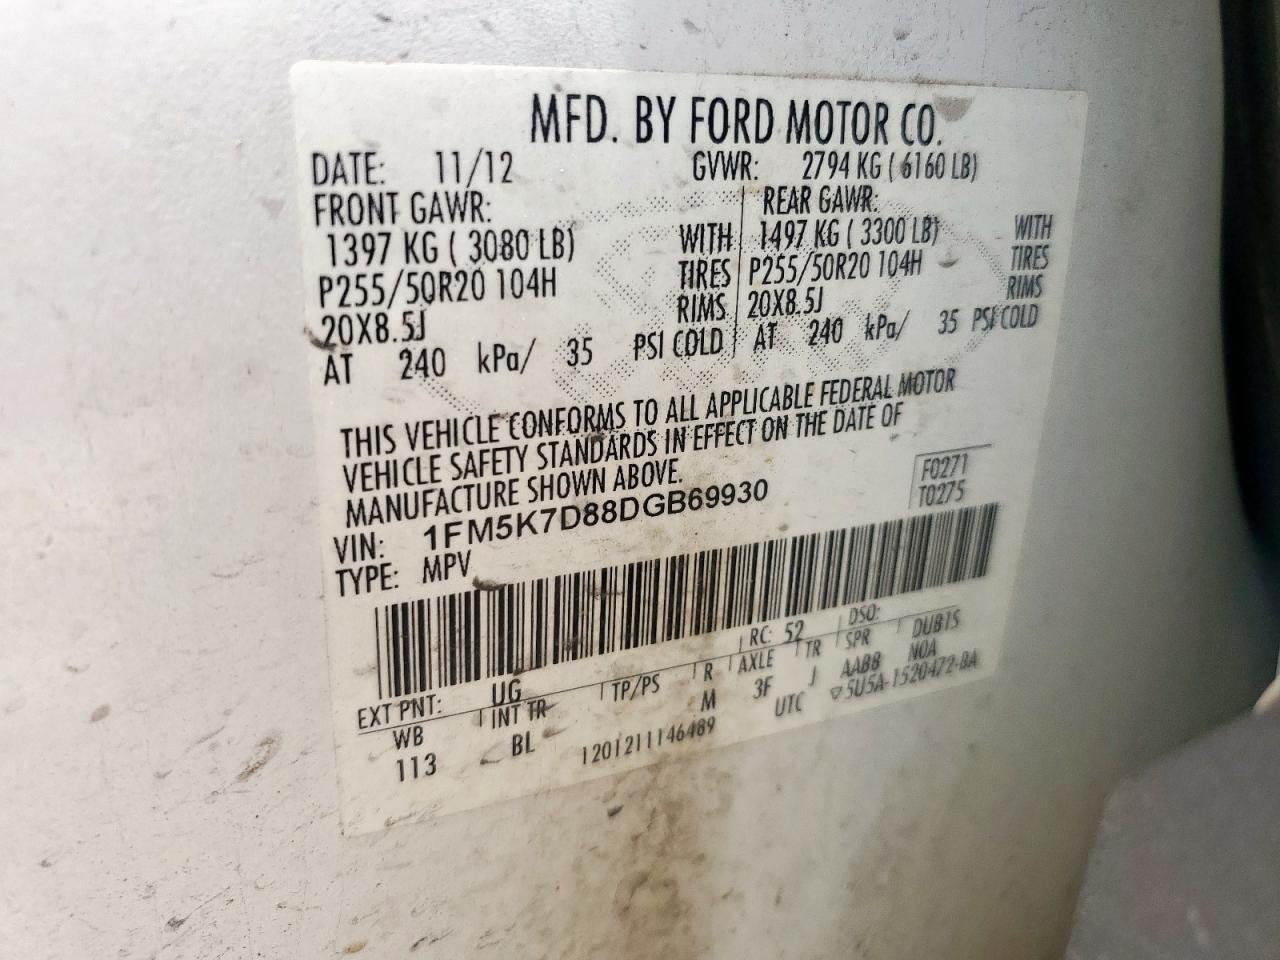 MFD. BY FORD MOTOR CO.
DATE: 11/12 GVWR: 2794 KG ( 6160 LB)
FRONT GAWR: REAR GAWR:
1397 KG ( 3080 LB) WITH 1497 KG ( 3300 LB) WITH
P255/50R20 104H TIRES P255/50R20 104H TIRES
20X8.5J RIMS 20X8.5J RIMS
AT 240 kPa/ 35 PSI COLD AT 240 kPa/ 35 PSI COLD
THIS VEHICLE CONFORMS TO ALL APPLICABLE FEDERAL MOTOR
VEHICLE SAFETY STANDARDS IN EFFECT ON THE DATE OF
MANUFACTURE SHOWN ABOVE.
F0271
T0275
VIN: 1FM5K7D88DGB69930
TYPE: MPV
EXT PNT: UG RC: 52 DSO:
WB INT TR TP/PS R AXLE TR SPR DUB1S
113 BL M 3F J AABB NOA
1201211146489 UTC ▽5U5A-1520472-BA